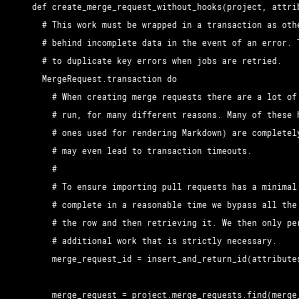 def create_merge_request_without_hooks(project, attrib
# This work must be wrapped in a transaction as othe
# behind incomplete data in the event of an error.
# to duplicate key errors when jobs are retried.
MergeRequest.transaction do
# When creating merge requests there are a lot of
# run, for many different reasons. Many of these h
# ones used for rendering Markdown) are completely
# may even lead to transaction timeouts.
#
# To ensure importing pull requests has a minimal
# complete in a reasonable time we bypass all the
# the row and then retrieving it. We then only per
# additional work that is strictly necessary.
merge_request_id = insert_and_return_id(attributes
merge_request = project.merge_requests.find(merge_